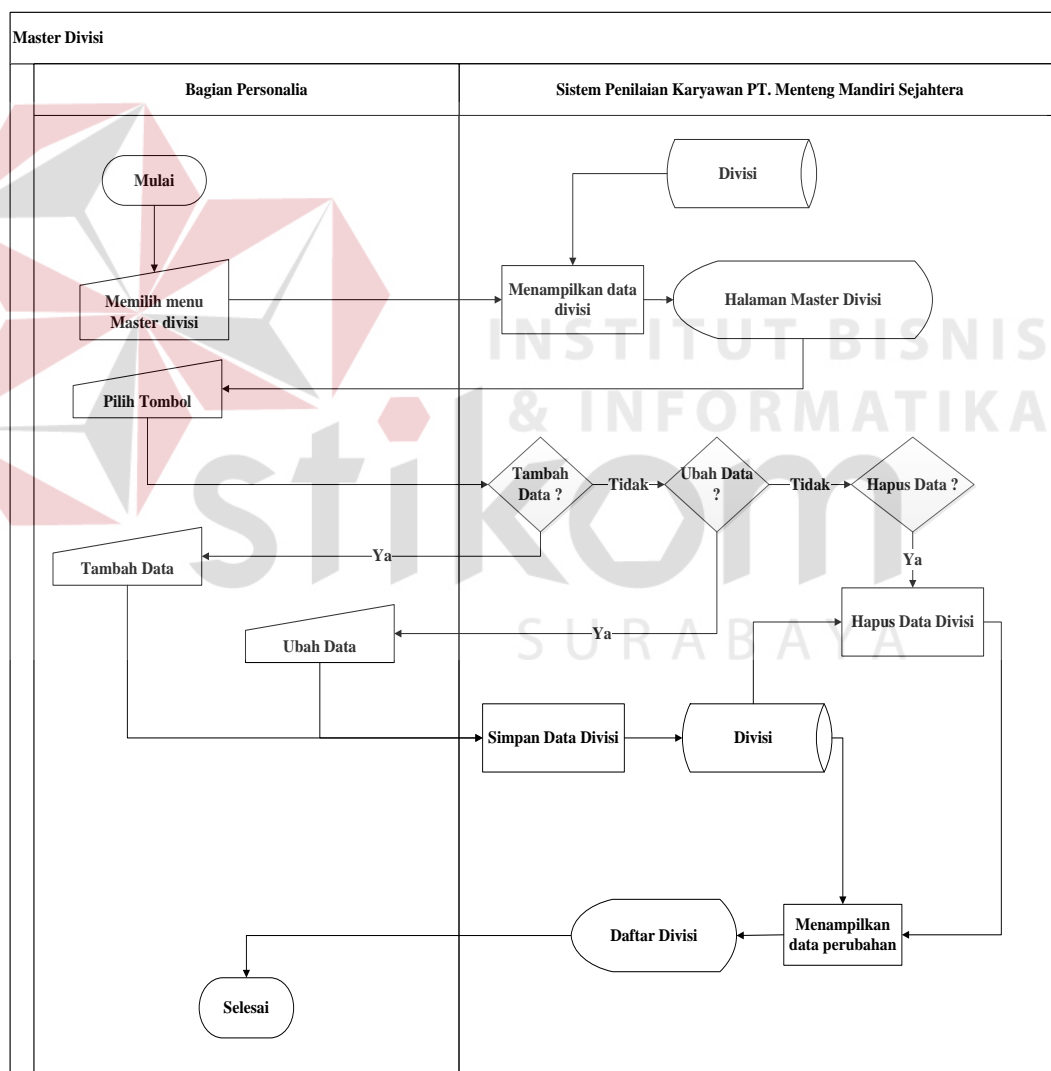 Master Divisi
Bagian Personalia
Sistem Penilaian Karyawan PT. Menteng Mandiri Sejahtera
Mulai
Divisi
Memilih menu
Master divisi
Menampilkan data
divisi
Halaman Master Divisi
INSTITUT BISNIS
& INFORMATIKA
stikom
SURABAYA
Pilih Tombol
Tambah
Data ?
Tidak
Ubah Data
?
Tidak
Hapus Data ?
Ya
Tambah Data
Ya
Ubah Data
Ya
Hapus Data Divisi
Simpan Data Divisi
Divisi
Menampilkan
data perubahan
Daftar Divisi
Selesai